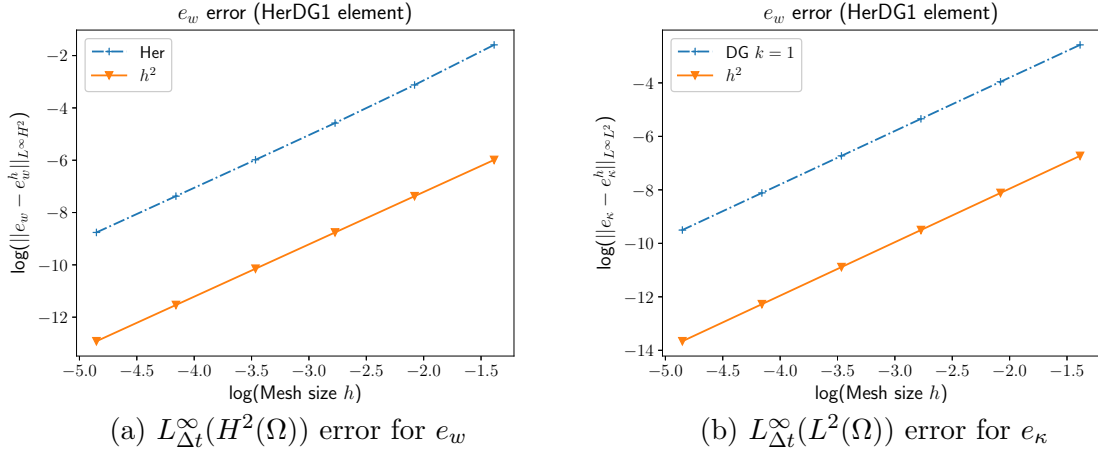 e_w error (HerDG1 element)
Her
h^2
log(||e_w − e_w^h||_{L^∞H^2})
−2
−4
−6
−8
−10
−12
−5.0 −4.5 −4.0 −3.5 −3.0 −2.5 −2.0 −1.5
log(Mesh size h)
(a) L^∞_{Δt}(H^2(Ω)) error for e_w
e_w error (HerDG1 element)
DG k = 1
h^2
log(||e_κ − e_κ^h||_{L^∞L^2})
−4
−6
−8
−10
−12
−14
−5.0 −4.5 −4.0 −3.5 −3.0 −2.5 −2.0 −1.5
log(Mesh size h)
(b) L^∞_{Δt}(L^2(Ω)) error for e_κ